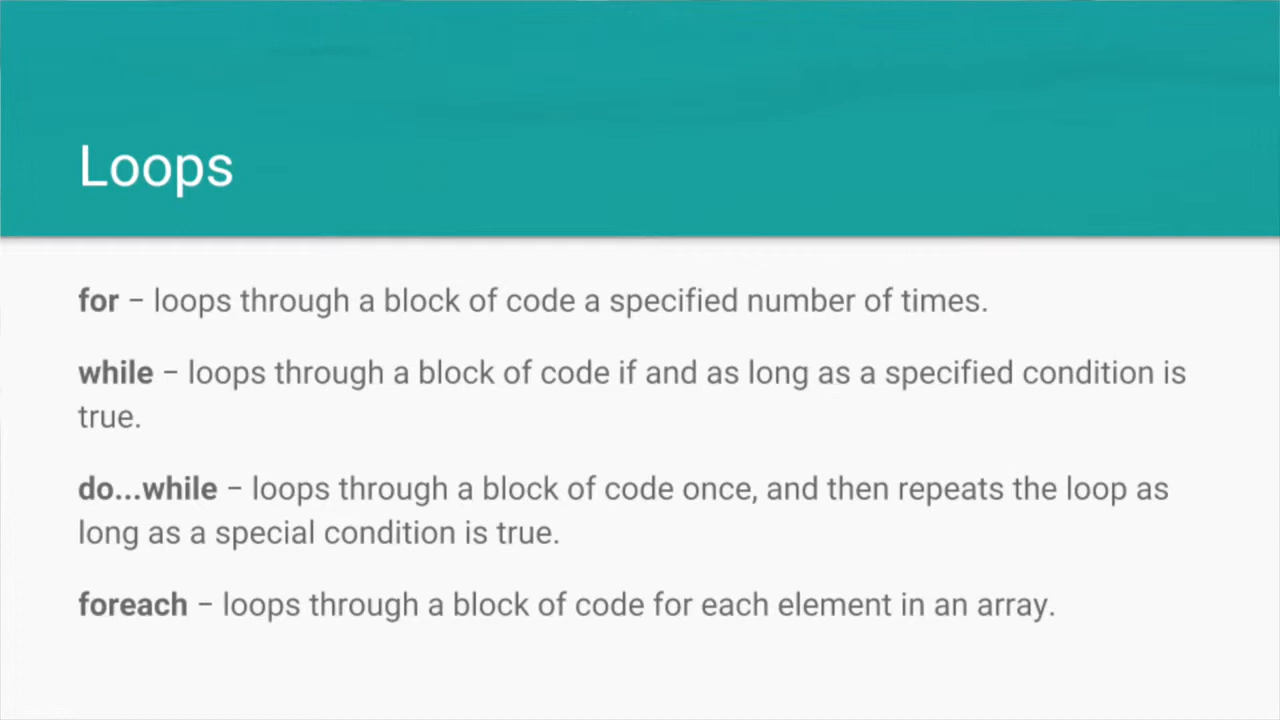 Loops
for – loops through a block of code a specified number of times.
while – loops through a block of code if and as long as a specified condition is
true.
do...while – loops through a block of code once, and then repeats the loop as
long as a special condition is true.
foreach – loops through a block of code for each element in an array.